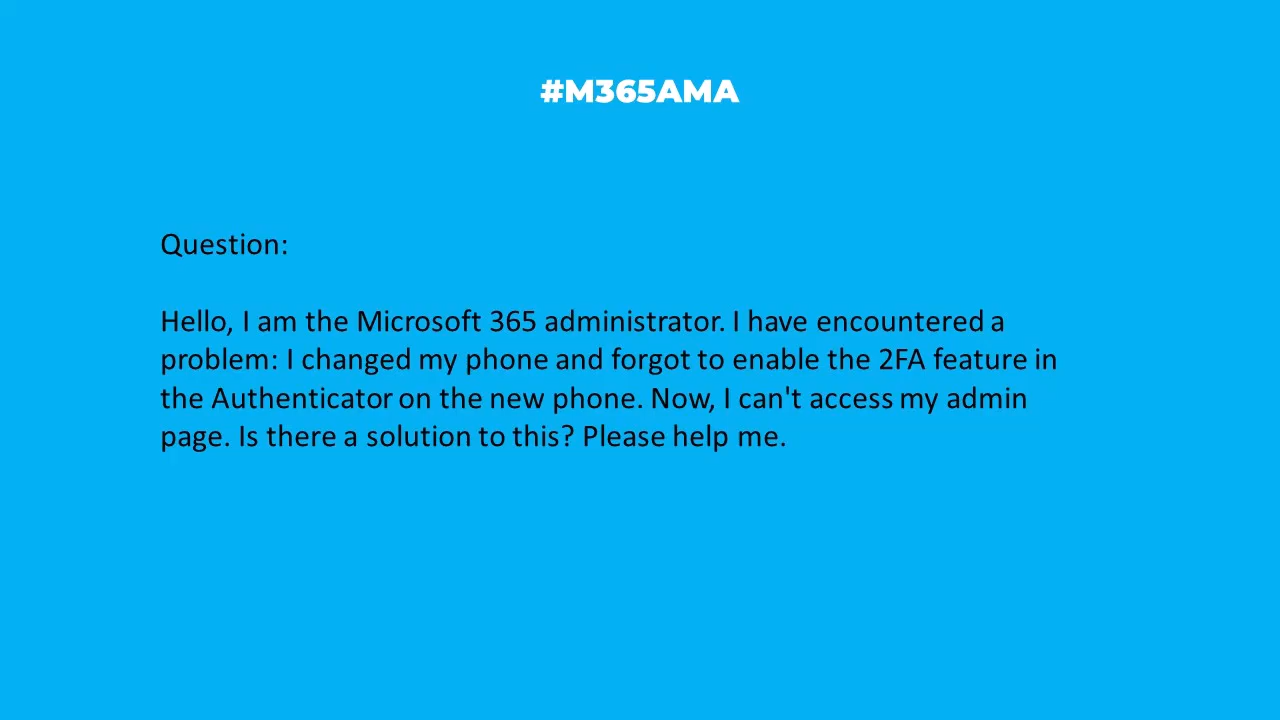 #M365AMA
Question:
Hello, I am the Microsoft 365 administrator. I have encountered a
problem: I changed my phone and forgot to enable the 2FA feature in
the Authenticator on the new phone. Now, I can't access my admin
page. Is there a solution to this? Please help me.